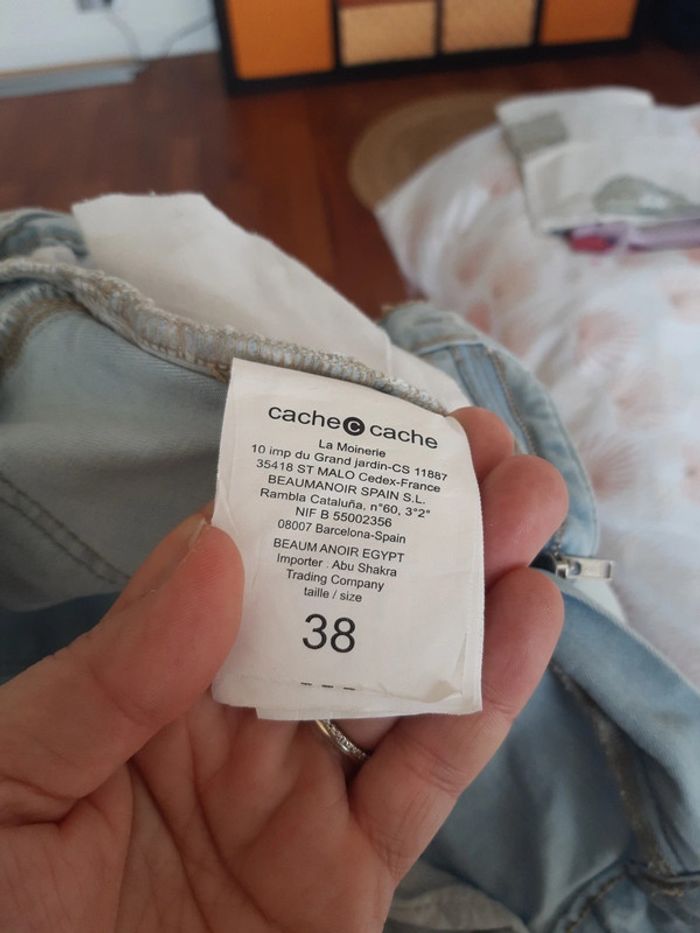 cache c cache
La Moinerie
10 imp du Grand jardin-CS 11887
35418 ST MALO Cedex-France
BEAUMANOIR SPAIN S.L.
Rambla Cataluña, n°60, 3°2"
NIF B 55002356
08007 Barcelona-Spain
BEAUM ANOIR EGYPT
Importer : Abu Shakra
Trading Company
taille / size
38